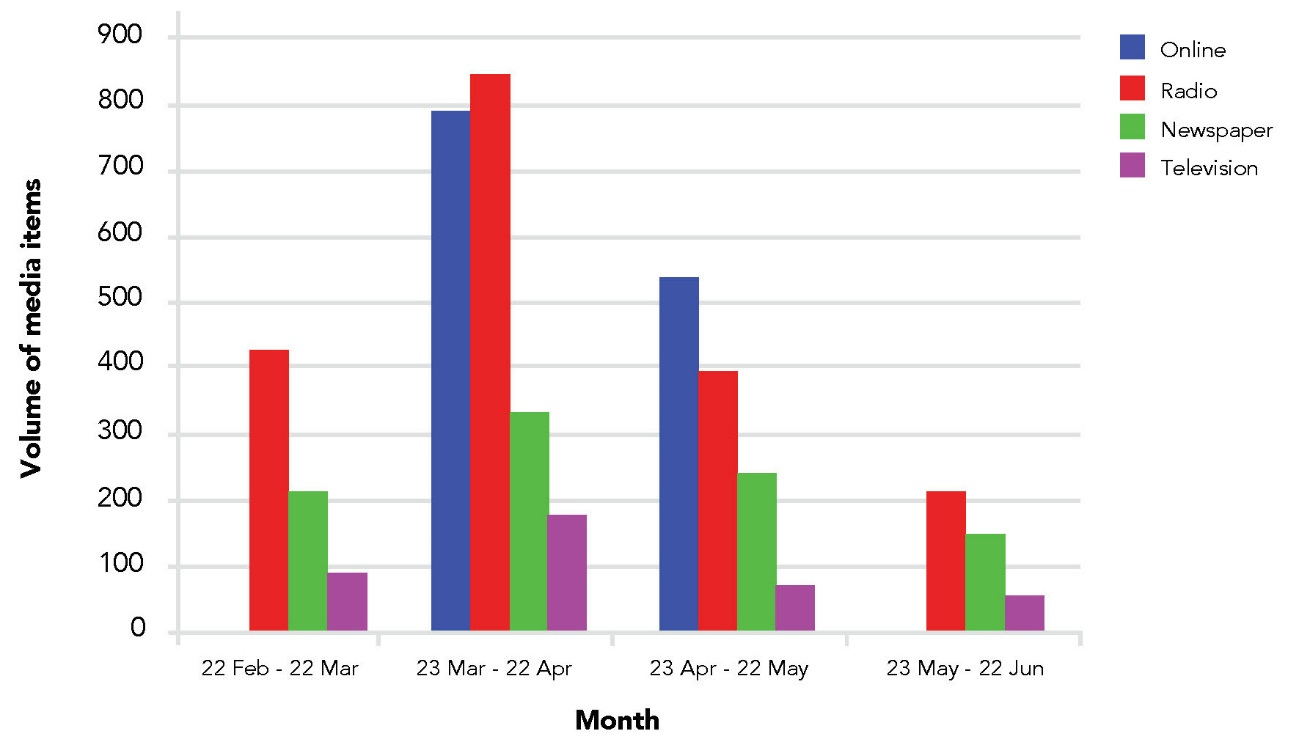 Volume of media items
900
800
700
600
500
400
300
200
100
0
22 Feb - 22 Mar
23 Mar - 22 Apr
23 Apr - 22 May
23 May - 22 Jun
Month
Online
Radio
Newspaper
Television